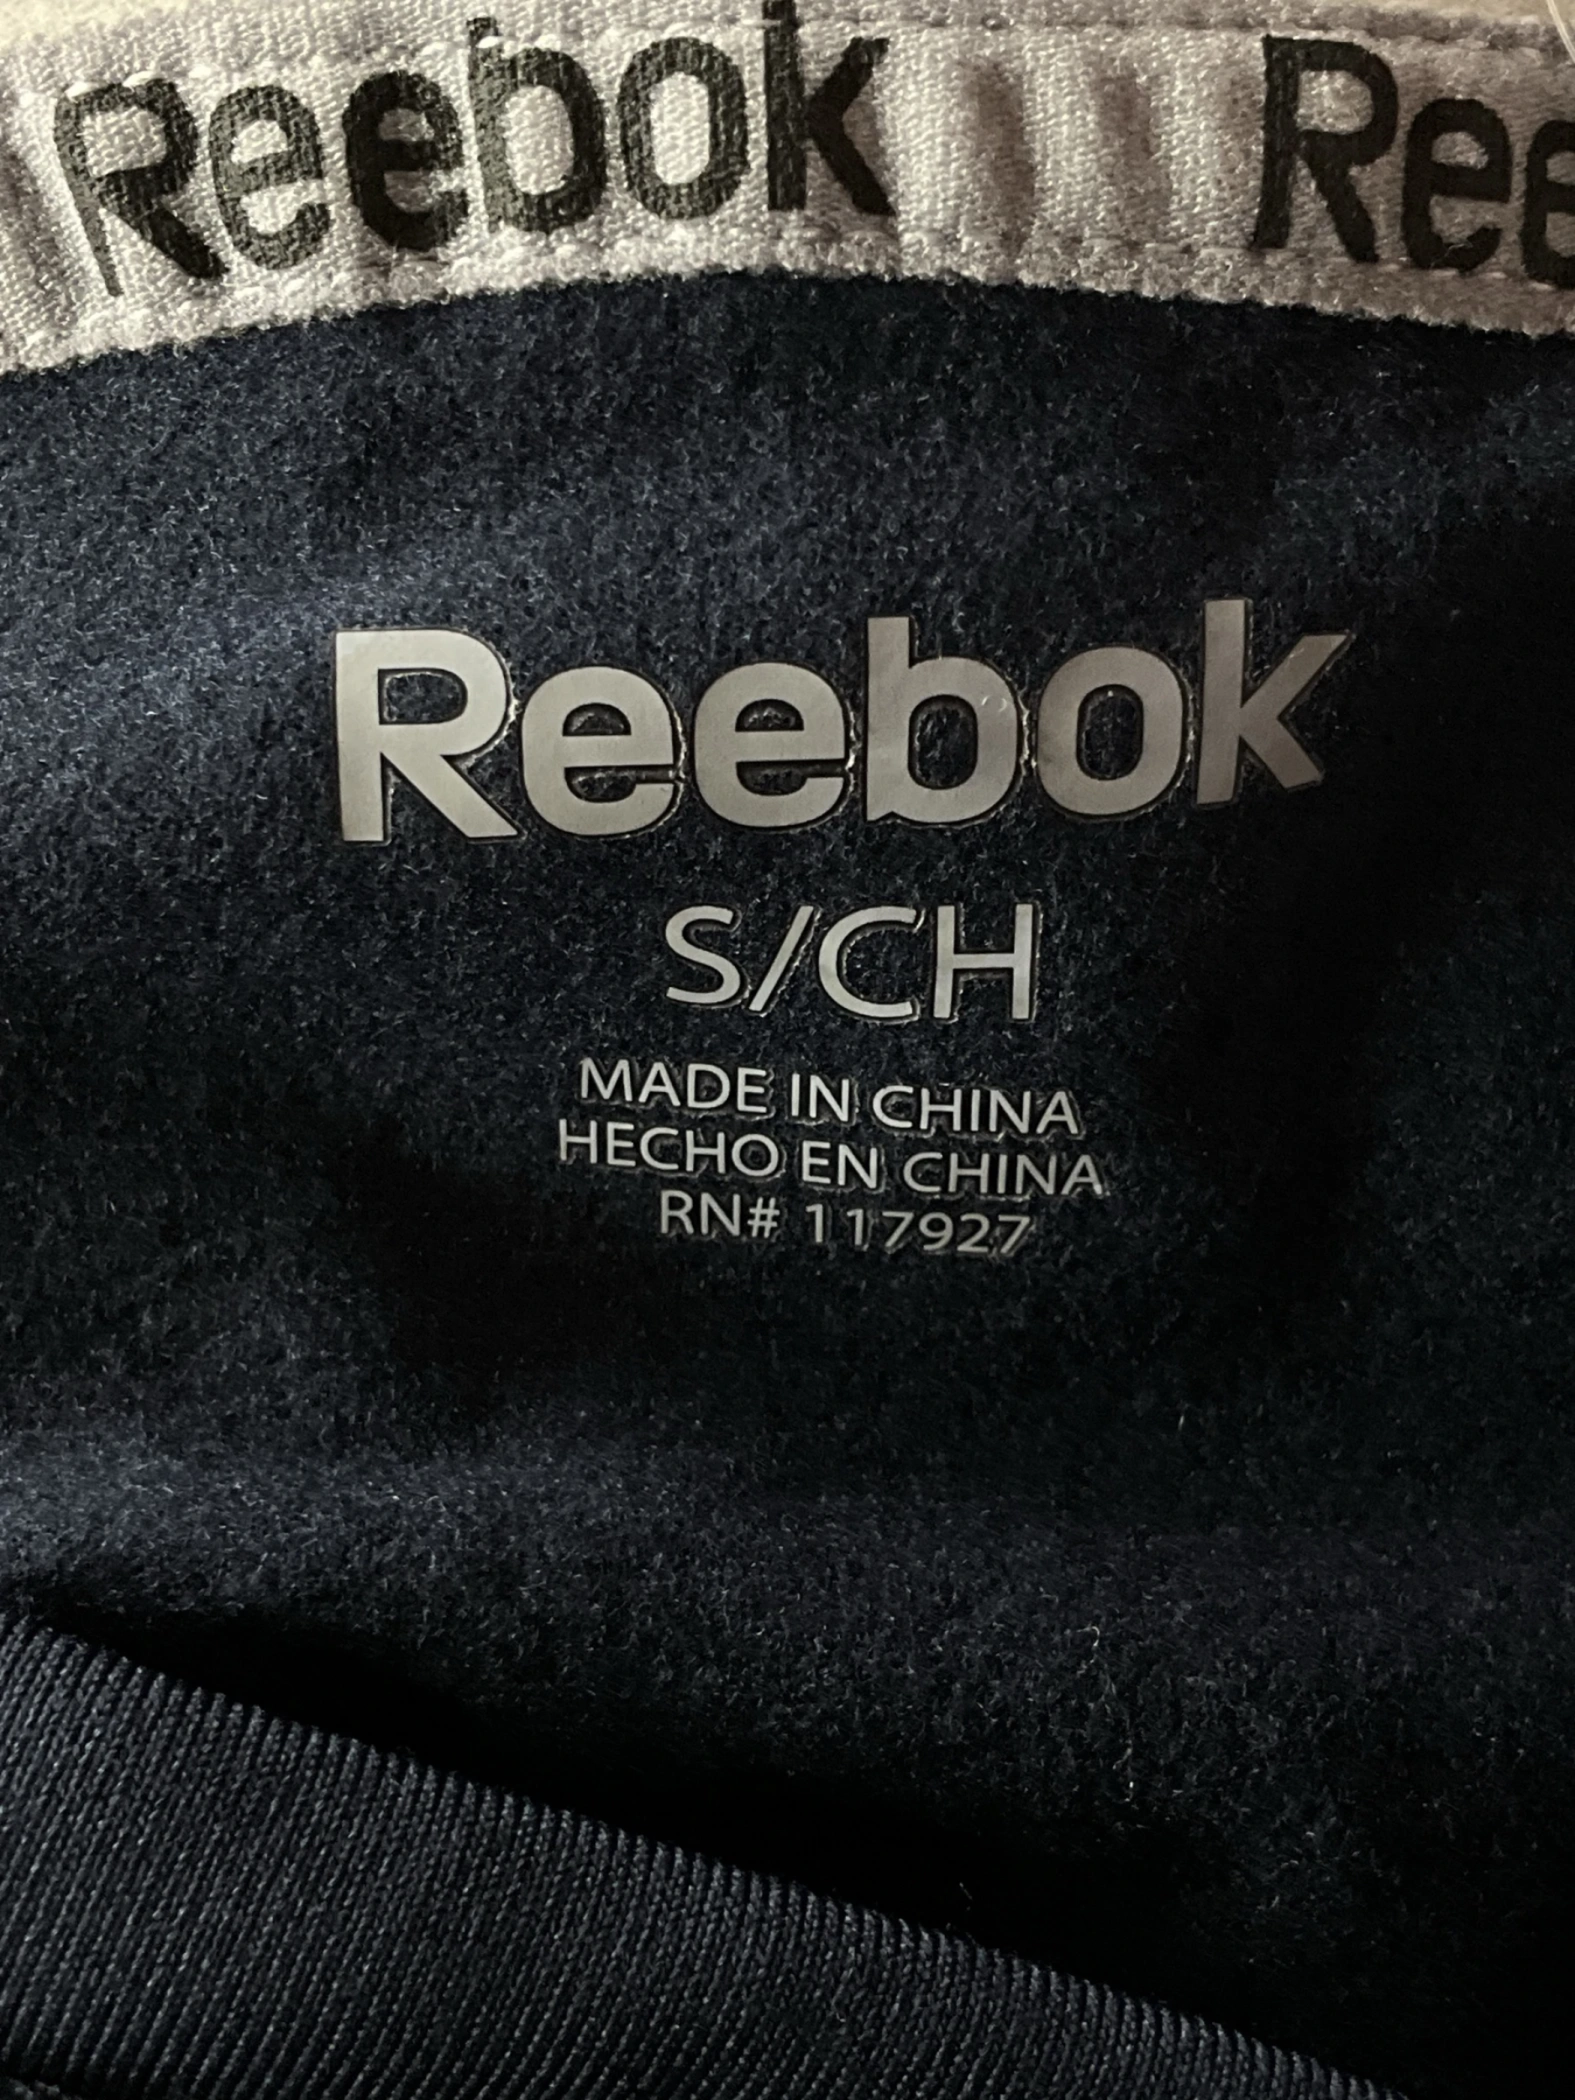 Reebok Ree
Reebok
S/CH
MADE IN CHINA
HECHO EN CHINA
RN# 117927